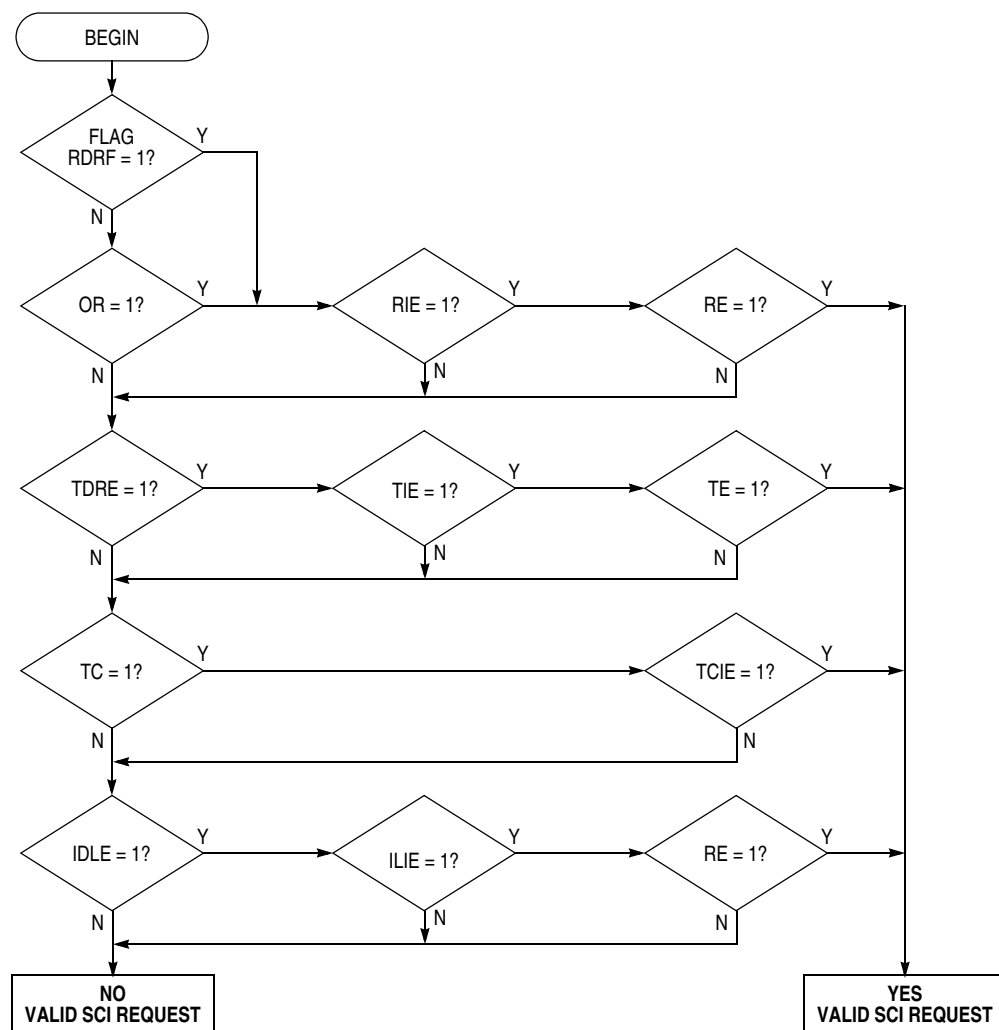 BEGIN
FLAG
RDRF = 1?
Y
N
OR = 1?
Y
RIE = 1?
Y
RE = 1?
Y
N
N
N
TDRE = 1?
Y
TIE = 1?
Y
TE = 1?
Y
N
N
N
TC = 1?
Y
TCIE = 1?
Y
N
N
IDLE = 1?
Y
ILIE = 1?
Y
RE = 1?
Y
N
N
N
NO
VALID SCI REQUEST
YES
VALID SCI REQUEST